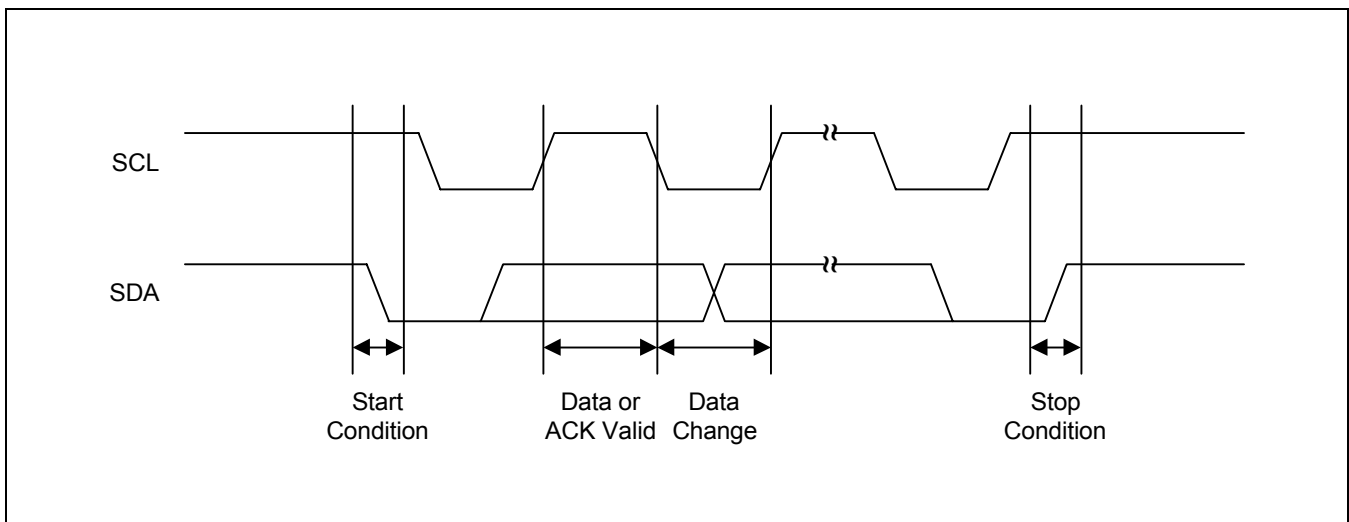 SCL
SDA
Start
Condition
Data or
ACK Valid
Data
Change
Stop
Condition